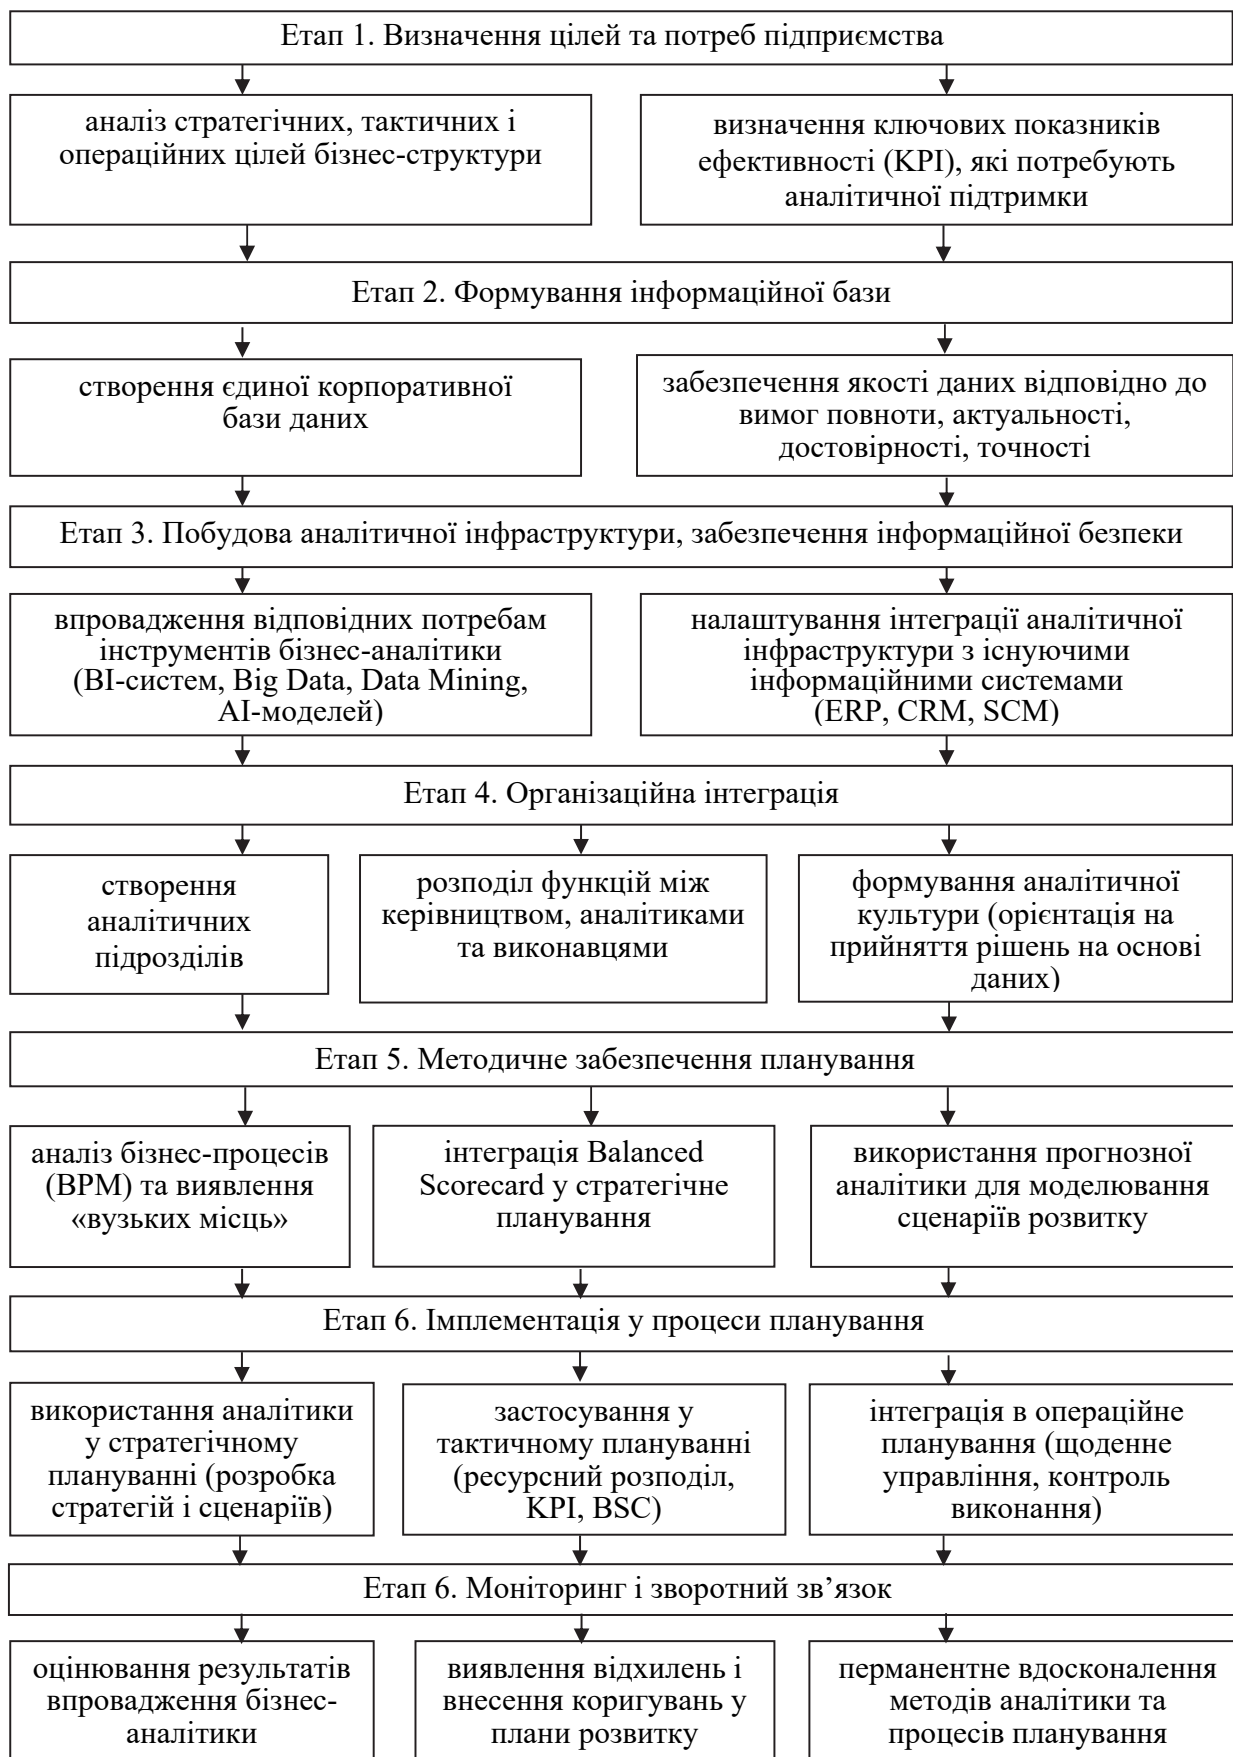 Етап 1. Визначення цілей та потреб підприємства
аналіз стратегічних, тактичних і
операційних цілей бізнес-структури
визначення ключових показників
ефективності (KPI), які потребують
аналітичної підтримки
Етап 2. Формування інформаційної бази
створення єдиної корпоративної
бази даних
забезпечення якості даних відповідно до
вимог повноти, актуальності,
достовірності, точності
Етап 3. Побудова аналітичної інфраструктури, забезпечення інформаційної безпеки
впровадження відповідних потребам
інструментів бізнес-аналітики
(BI-систем, Big Data, Data Mining,
AI-моделей)
налаштування інтеграції аналітичної
інфраструктури з існуючими
інформаційними системами
(ERP, CRM, SCM)
Етап 4. Організаційна інтеграція
створення
аналітичних
підрозділів
розподіл функцій між
керівництвом, аналітиками
та виконавцями
формування аналітичної
культури (орієнтація на
прийняття рішень на основі
даних)
Етап 5. Методичне забезпечення планування
аналіз бізнес-процесів
(BPM) та виявлення
«вузьких місць»
інтеграція Balanced
Scorecard у стратегічне
планування
використання прогнозної
аналітики для моделювання
сценаріїв розвитку
Етап 6. Імплементація у процеси планування
використання аналітики
у стратегічному
плануванні (розробка
стратегій і сценаріїв)
застосування у
тактичному плануванні
(ресурсний розподіл,
KPI, BSC)
інтеграція в операційне
планування (щоденне
управління, контроль
виконання)
Етап 6. Моніторинг і зворотний зв’язок
оцінювання результатів
впровадження бізнес-
аналітики
виявлення відхилень і
внесення коригувань у
плани розвитку
перманентне вдосконалення
методів аналітики та
процесів планування